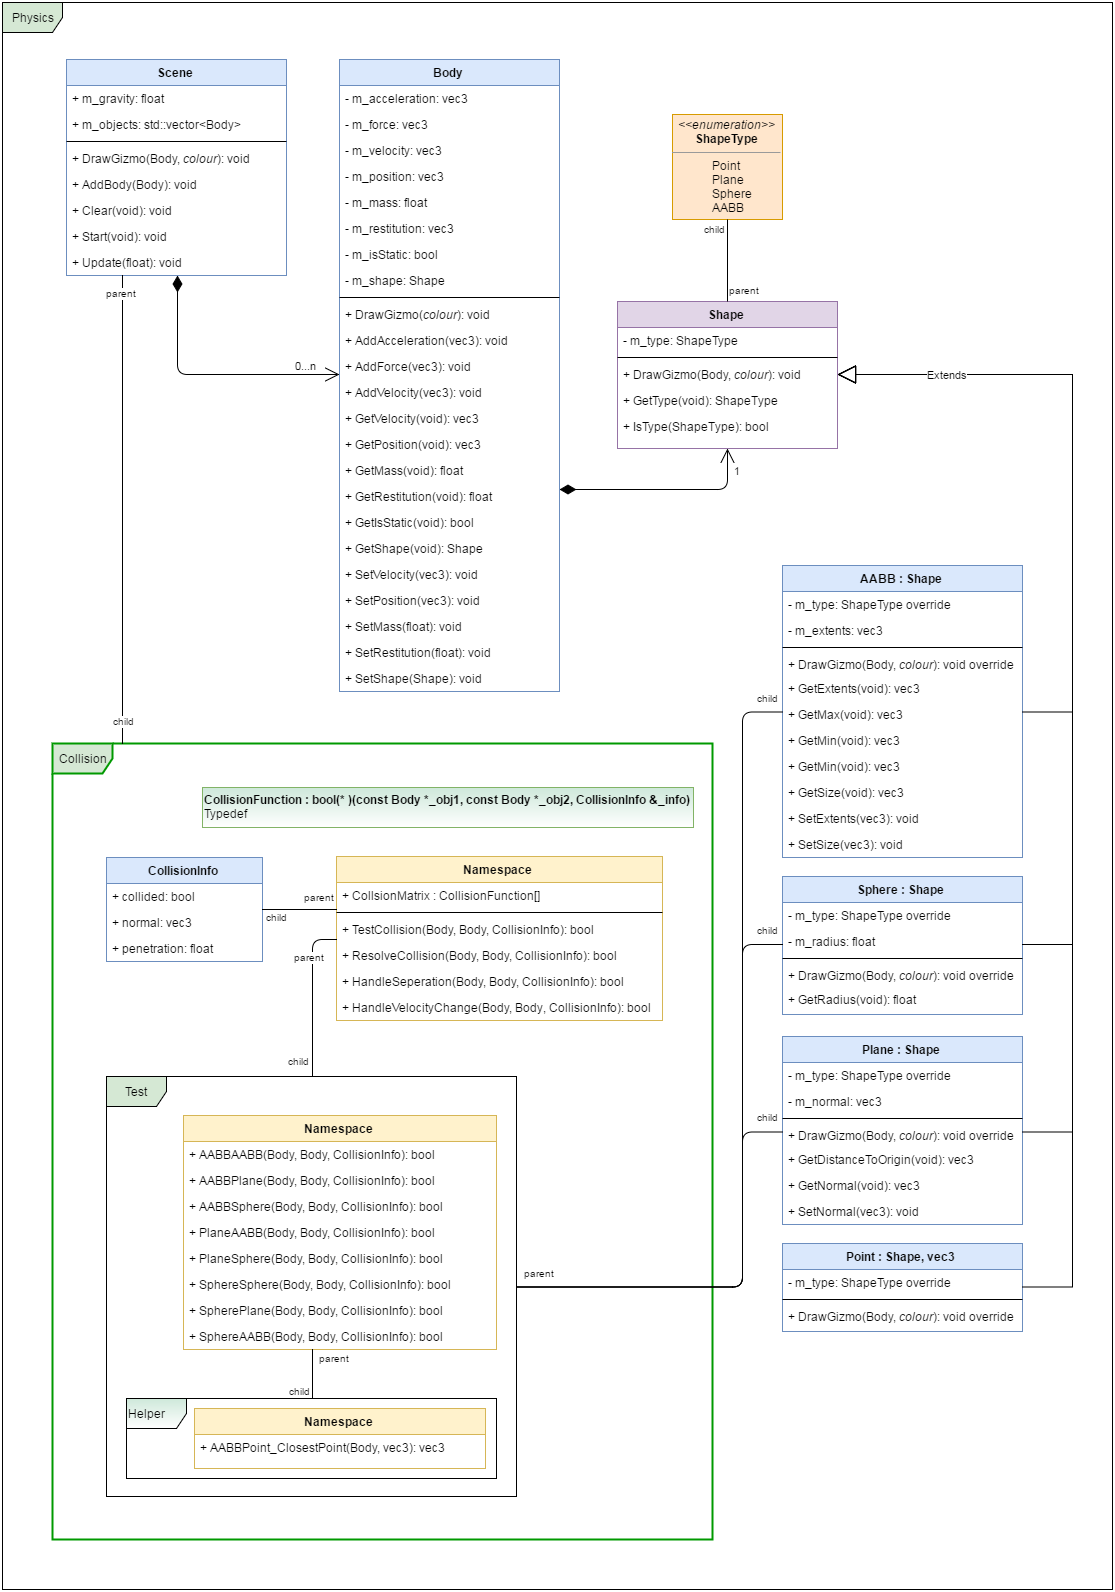 Physics
Scene
+ m_gravity: float
+ m_objects: std::vector<Body>
+ DrawGizmo(Body, colour): void
+ AddBody(Body): void
+ Clear(void): void
+ Start(void): void
+ Update(float): void
parent
0...n
child
Body
- m_acceleration: vec3
- m_force: vec3
- m_velocity: vec3
- m_position: vec3
- m_mass: float
- m_restitution: vec3
- m_isStatic: bool
- m_shape: Shape
+ DrawGizmo(colour): void
+ AddAcceleration(vec3): void
+ AddForce(vec3): void
+ AddVelocity(vec3): void
+ GetVelocity(void): vec3
+ GetPosition(void): vec3
+ GetMass(void): float
+ GetRestitution(void): float
+ GetIsStatic(void): bool
+ GetShape(void): Shape
+ SetVelocity(vec3): void
+ SetPosition(vec3): void
+ SetMass(float): void
+ SetRestitution(float): void
+ SetShape(Shape): void
<<enumeration>>
ShapeType
Point
Plane
Sphere
AABB
child
parent
Shape
- m_type: ShapeType
+ DrawGizmo(Body, colour): void
+ GetType(void): ShapeType
+ IsType(ShapeType): bool
Extends
1
AABB : Shape
- m_type: ShapeType override
- m_extents: vec3
+ DrawGizmo(Body, colour): void override
+ GetExtents(void): vec3
+ GetMax(void): vec3
+ GetMin(void): vec3
+ GetMin(void): vec3
+ GetSize(void): vec3
+ SetExtents(vec3): void
+ SetSize(vec3): void
child
Sphere : Shape
- m_type: ShapeType override
- m_radius: float
+ DrawGizmo(Body, colour): void override
+ GetRadius(void): float
child
Plane : Shape
- m_type: ShapeType override
- m_normal: vec3
+ DrawGizmo(Body, colour): void override
+ GetDistanceToOrigin(void): vec3
+ GetNormal(void): vec3
+ SetNormal(vec3): void
child
Point : Shape, vec3
- m_type: ShapeType override
+ DrawGizmo(Body, colour): void override
Collision
CollisionFunction : bool(* )(const Body *_obj1, const Body *_obj2, CollisionInfo &_info)
Typedef
CollisionInfo
+ collided: bool
+ normal: vec3
+ penetration: float
parent
child
Namespace
+ CollsionMatrix : CollisionFunction[]
+ TestCollision(Body, Body, CollisionInfo): bool
+ ResolveCollision(Body, Body, CollisionInfo): bool
+ HandleSeperation(Body, Body, CollisionInfo): bool
+ HandleVelocityChange(Body, Body, CollisionInfo): bool
parent
child
Test
Namespace
+ AABBAABB(Body, Body, CollisionInfo): bool
+ AABBPlane(Body, Body, CollisionInfo): bool
+ AABBSphere(Body, Body, CollisionInfo): bool
+ PlaneAABB(Body, Body, CollisionInfo): bool
+ PlaneSphere(Body, Body, CollisionInfo): bool
+ SphereSphere(Body, Body, CollisionInfo): bool
+ SpherePlane(Body, Body, CollisionInfo): bool
+ SphereAABB(Body, Body, CollisionInfo): bool
parent
parent
child
Helper
Namespace
+ AABBPoint_ClosestPoint(Body, vec3): vec3